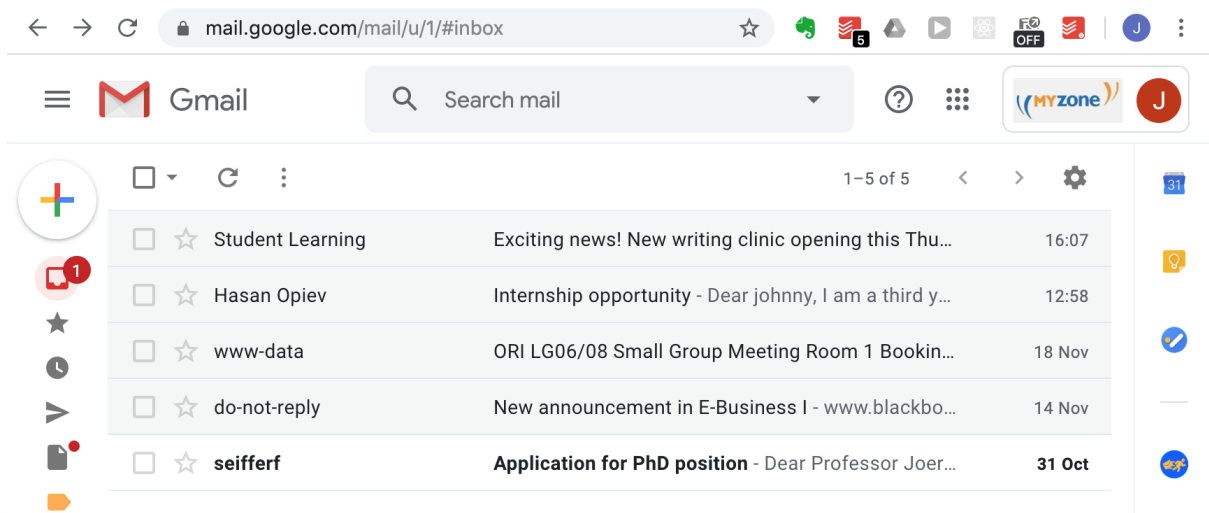 mail.google.com/mail/u/1/#inbox
5
OFF
J
Gmail
Search mail
MYZONE
J
1–5 of 5
31
Student Learning Exciting news! New writing clinic opening this Thu… 16:07
1
Hasan Opiev Internship opportunity - Dear johnny, I am a third y… 12:58
www-data ORI LG06/08 Small Group Meeting Room 1 Bookin… 18 Nov
do-not-reply New announcement in E-Business I - www.blackbo… 14 Nov
seifferf Application for PhD position - Dear Professor Joer… 31 Oct